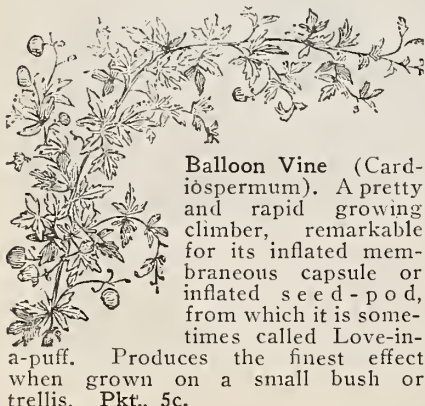 Balloon Vine (Card-
iòspermum). A pretty
and rapid growing
climber, remarkable
for its inflated mem-
braneous capsule or
inflated seed-pod,
from which it is some-
times called Love-in-
a-puff. Produces the finest effect
when grown on a small bush or
trellis. Pkt., 5c.